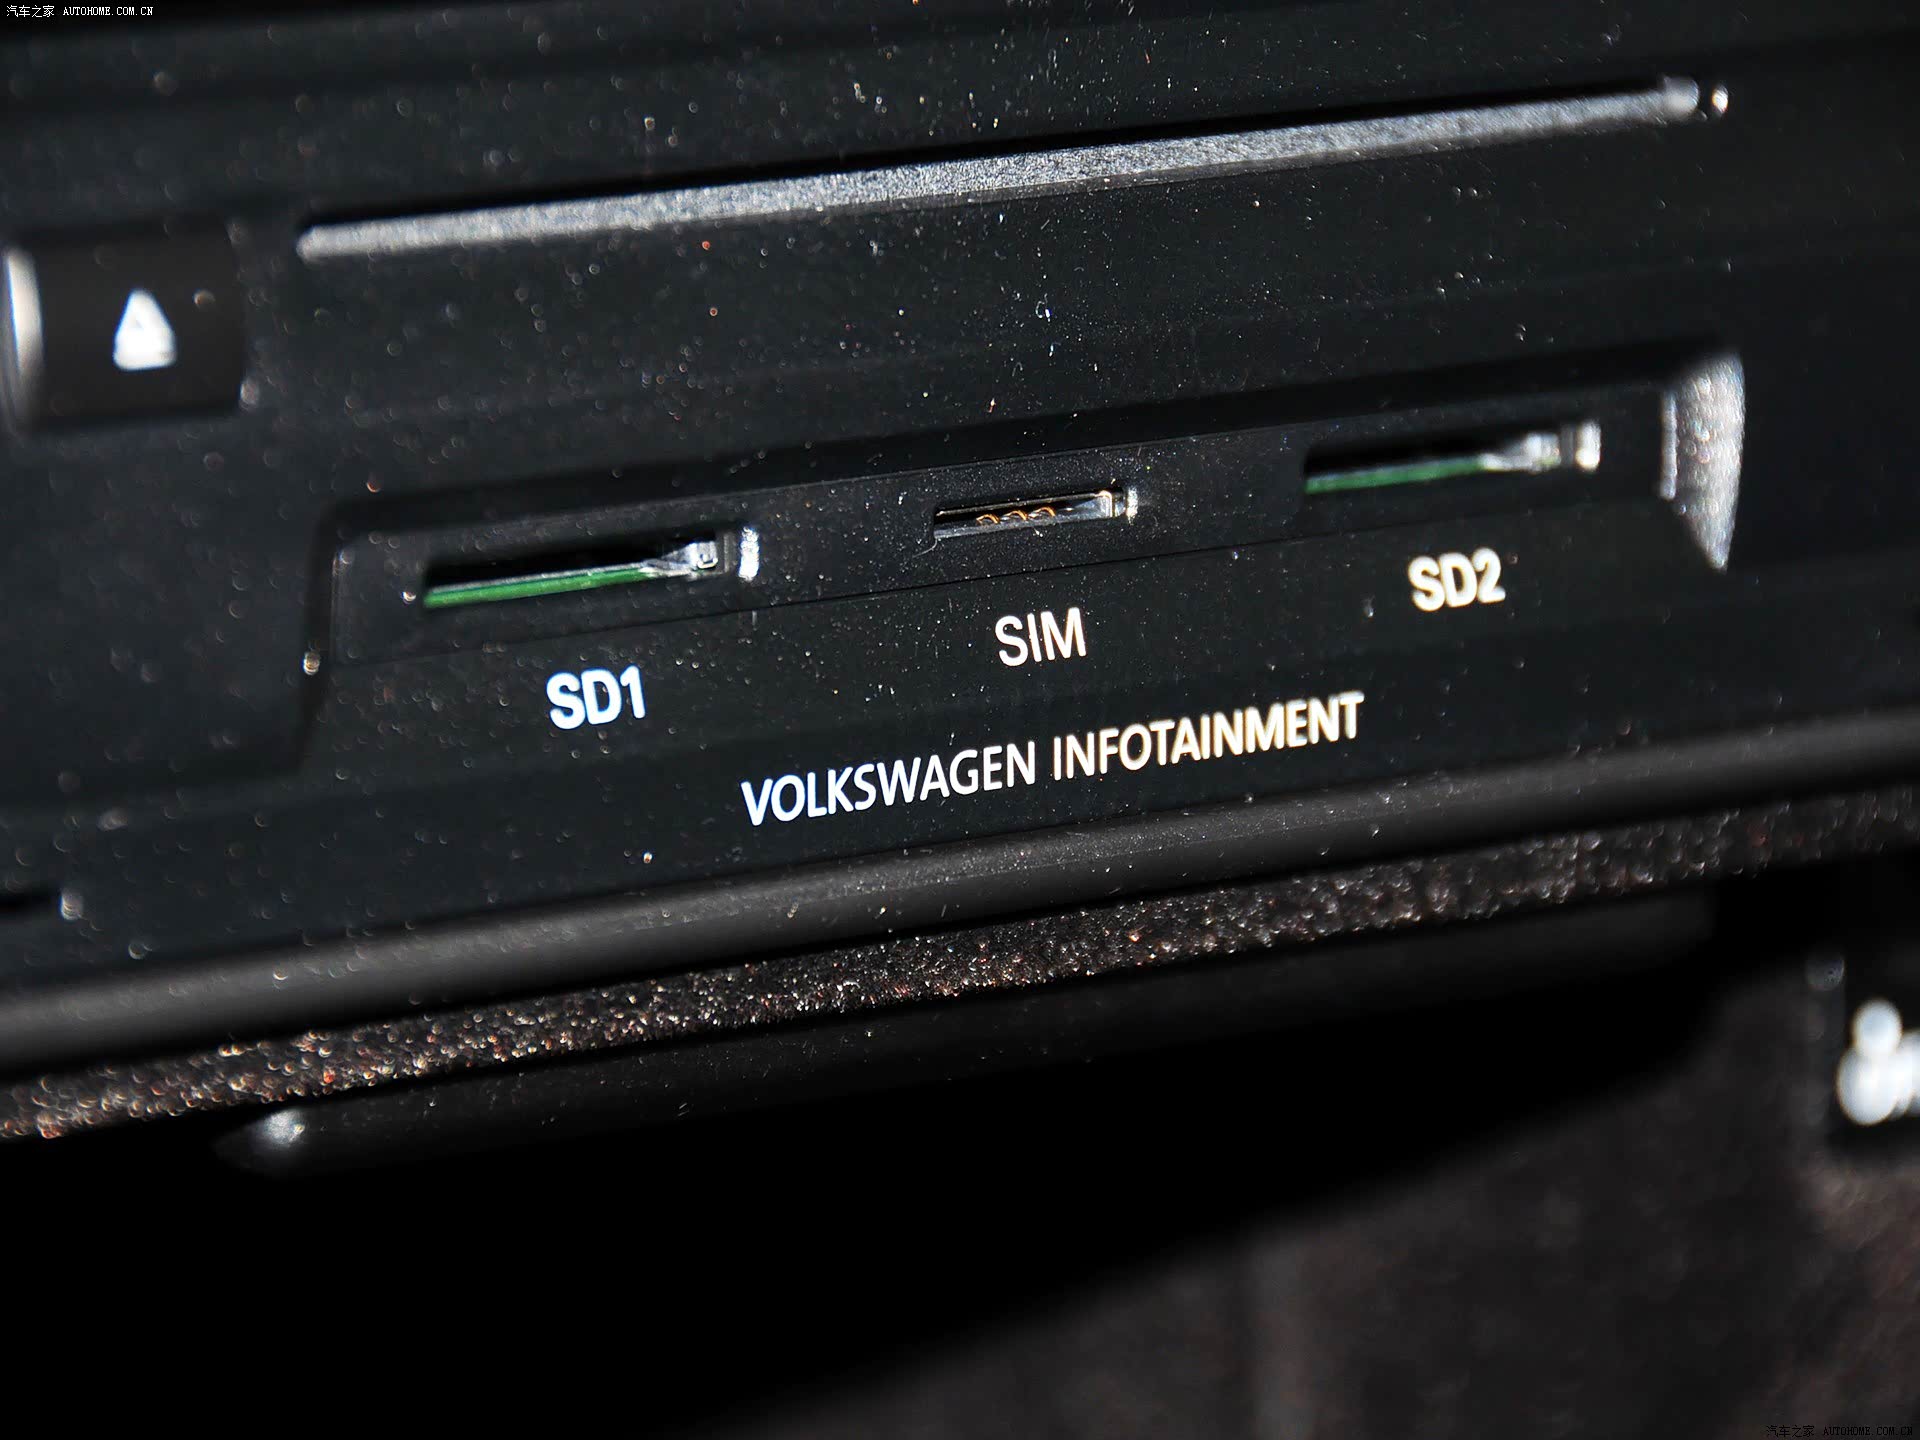 汽车之家 AUTOHOME.COM.CN
SD1
SIM
SD2
VOLKSWAGEN INFOTAINMENT
汽车之家 AUTOHOME.COM.CN